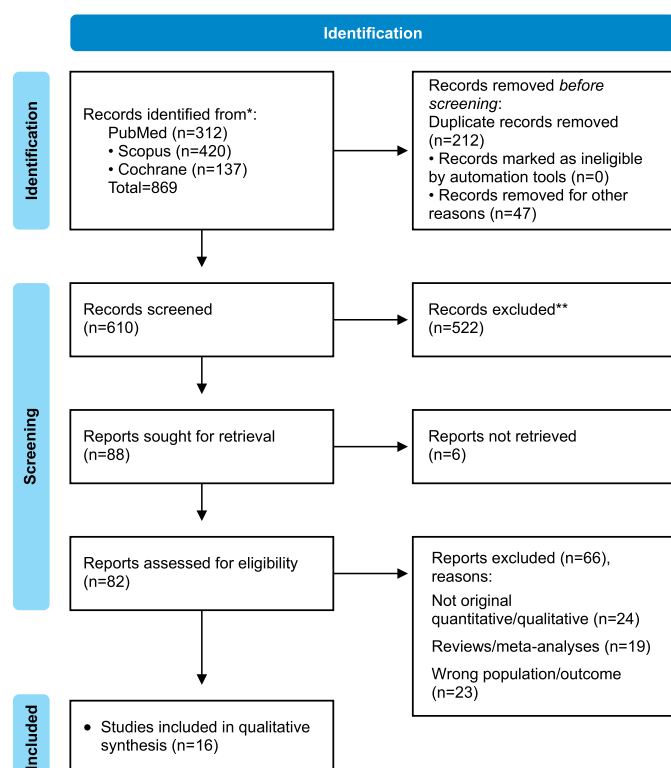 Identification
Identification
Records identified from*:
PubMed (n=312)
• Scopus (n=420)
• Cochrane (n=137)
Total=869
Records removed before
screening:
Duplicate records removed
(n=212)
• Records marked as ineligible
by automation tools (n=0)
• Records removed for other
reasons (n=47)
Screening
Records screened
(n=610)
Records excluded**
(n=522)
Reports sought for retrieval
(n=88)
Reports not retrieved
(n=6)
Reports assessed for eligibility
(n=82)
Reports excluded (n=66),
reasons:
Not original
quantitative/qualitative (n=24)
Reviews/meta-analyses (n=19)
Wrong population/outcome
(n=23)
Included
● Studies included in qualitative
synthesis (n=16)